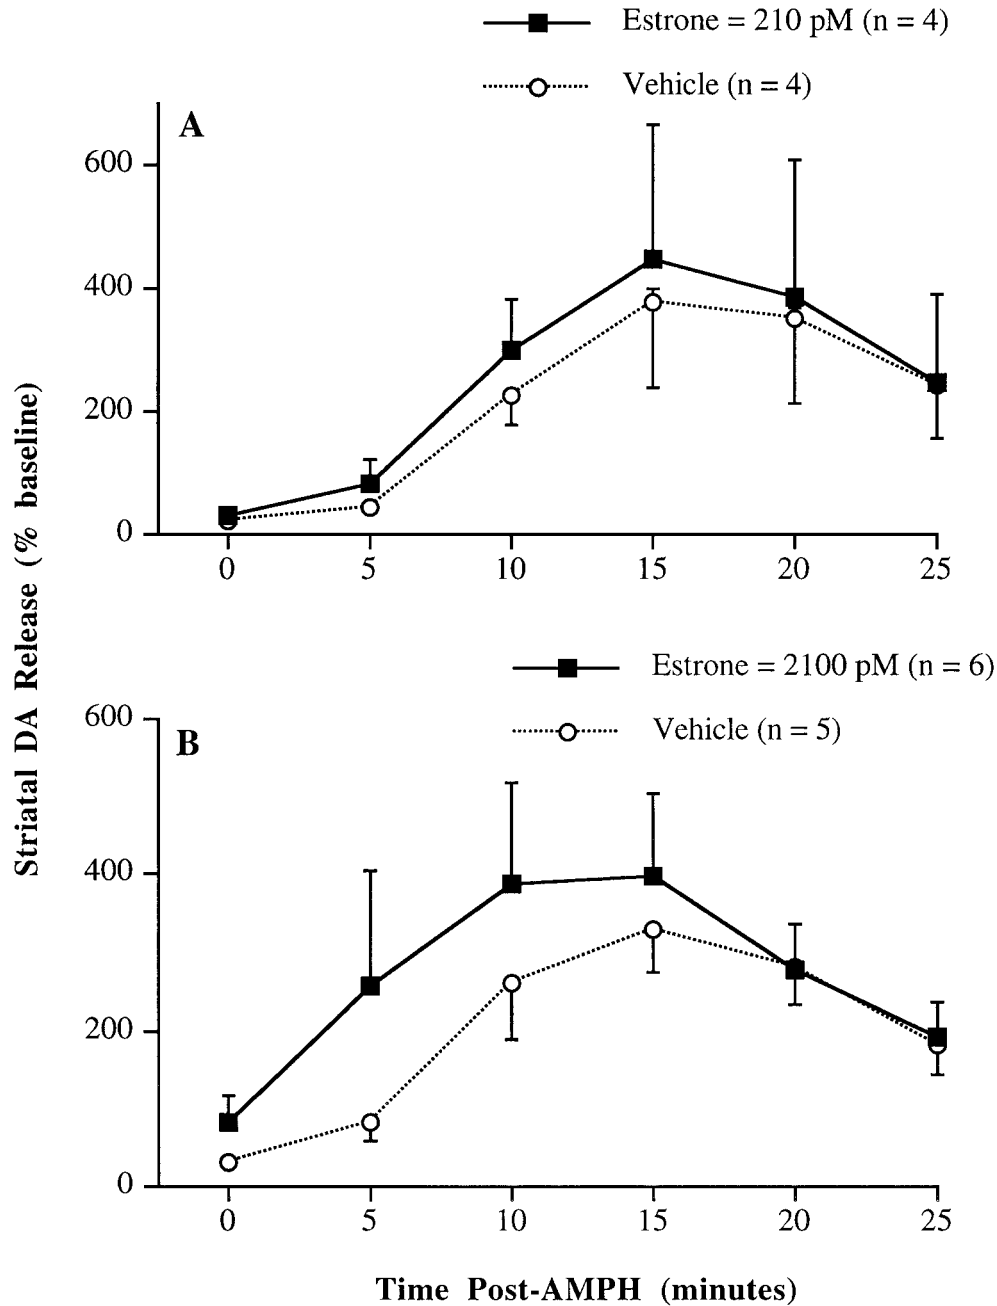 Estrone = 210 pM (n = 4)
Vehicle (n = 4)
A
600
400
200
0
0 5 10 15 20 25
Striatal DA Release (% baseline)
Estrone = 2100 pM (n = 6)
Vehicle (n = 5)
B
600
400
200
0
0 5 10 15 20 25
Time Post-AMPH (minutes)